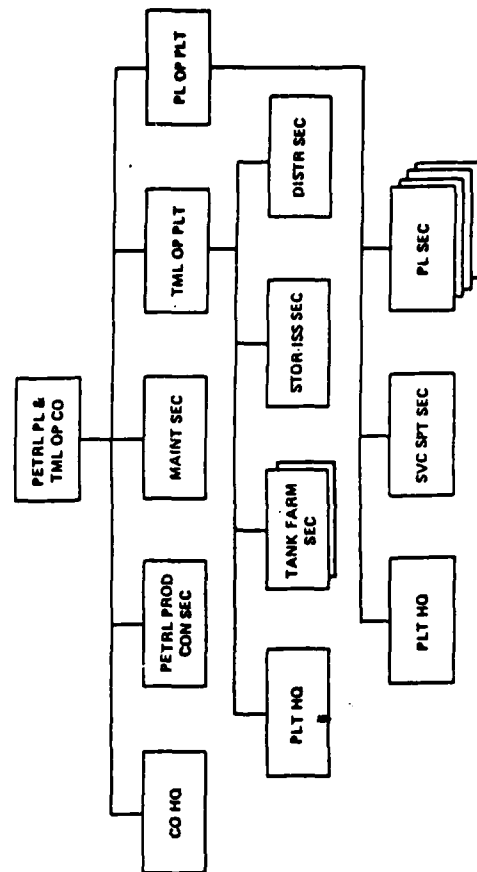 PETRL PL &
TML OP CO
CO HQ
PETRL PROD
CON SEC
MAINT SEC
TML OP PLT
PL OP PLT
PLT HQ
TANK FARM
SEC
STOR-ISS SEC
DISTR SEC
PLT HQ
SVC SPT SEC
PL SEC